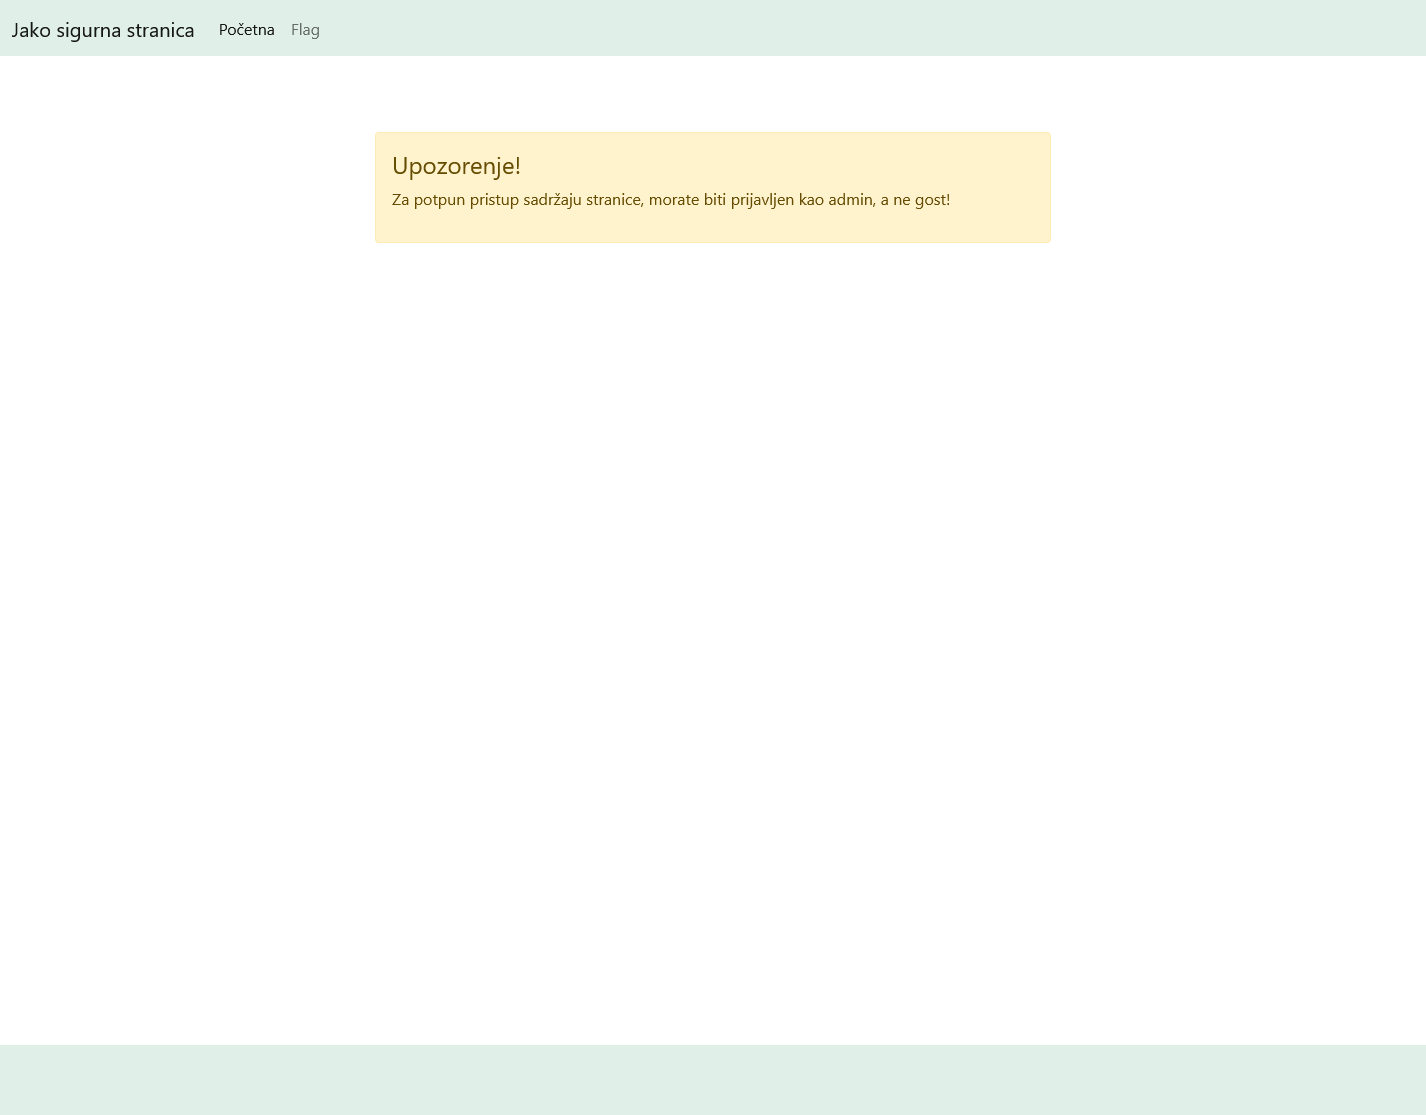 Jako sigurna stranica Početna Flag
Upozorenje!
Za potpun pristup sadržaju stranice, morate biti prijavljen kao admin, a ne gost!